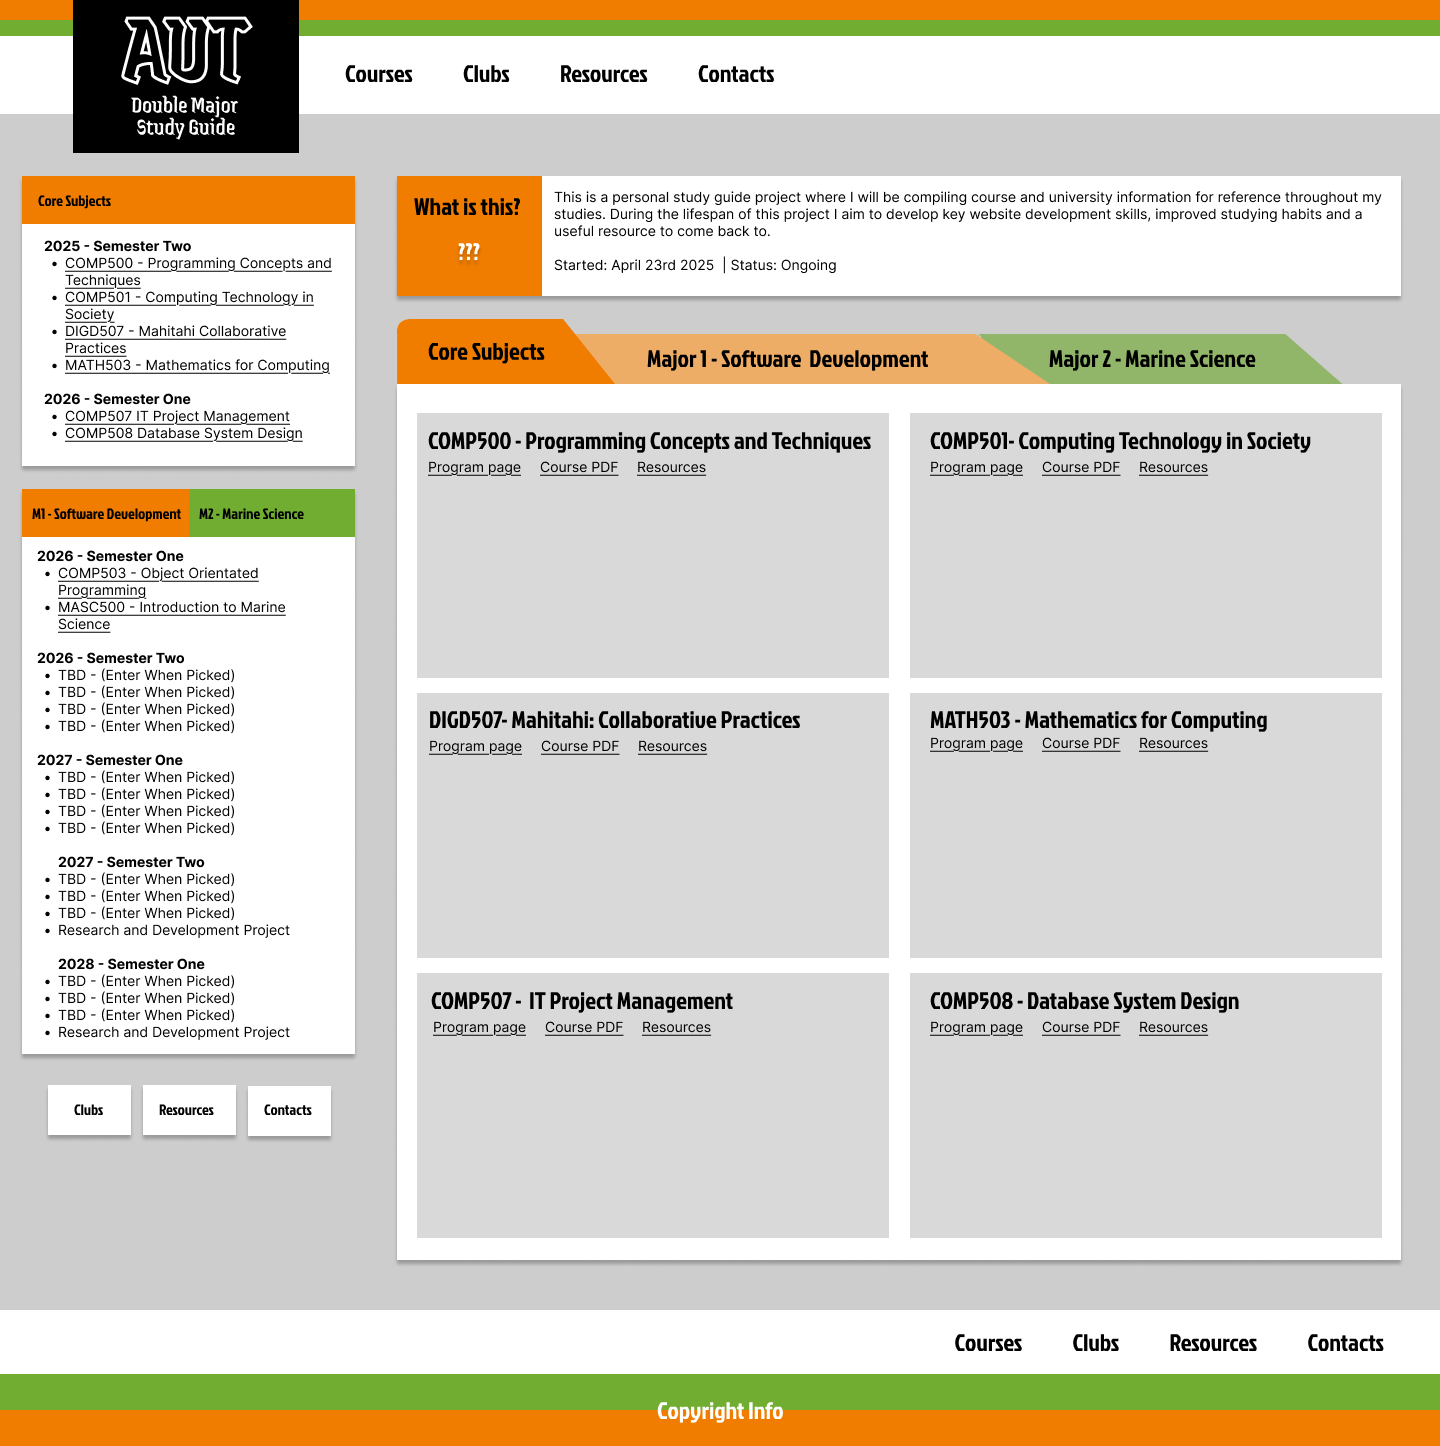 AUT
Double Major
Study Guide
Courses
Clubs
Resources
Contacts
Core Subjects
2025 - Semester Two
• COMP500 - Programming Concepts and
Techniques
• COMP501 - Computing Technology in
Society
• DIGD507 - Mahitahi Collaborative
Practices
• MATH503 - Mathematics for Computing
2026 - Semester One
• COMP507 IT Project Management
• COMP508 Database System Design
M1 - Software Development
M2 - Marine Science
2026 - Semester One
• COMP503 - Object Orientated
Programming
• MASC500 - Introduction to Marine
Science
2026 - Semester Two
• TBD - (Enter When Picked)
• TBD - (Enter When Picked)
• TBD - (Enter When Picked)
• TBD - (Enter When Picked)
2027 - Semester One
• TBD - (Enter When Picked)
• TBD - (Enter When Picked)
• TBD - (Enter When Picked)
• TBD - (Enter When Picked)
2027 - Semester Two
• TBD - (Enter When Picked)
• TBD - (Enter When Picked)
• TBD - (Enter When Picked)
• Research and Development Project
2028 - Semester One
• TBD - (Enter When Picked)
• TBD - (Enter When Picked)
• TBD - (Enter When Picked)
• Research and Development Project
Clubs
Resources
Contacts
What is this?
???
This is a personal study guide project where I will be compiling course and university information for reference throughout my
studies. During the lifespan of this project I aim to develop key website development skills, improved studying habits and a
useful resource to come back to.
Started: April 23rd 2025 | Status: Ongoing
Core Subjects
Major 1 - Software Development
Major 2 - Marine Science
COMP500 - Programming Concepts and Techniques
Program page Course PDF Resources
COMP501- Computing Technology in Society
Program page Course PDF Resources
DIGD507- Mahitahi: Collaborative Practices
Program page Course PDF Resources
MATH503 - Mathematics for Computing
Program page Course PDF Resources
COMP507 - IT Project Management
Program page Course PDF Resources
COMP508 - Database System Design
Program page Course PDF Resources
Courses
Clubs
Resources
Contacts
Copyright Info